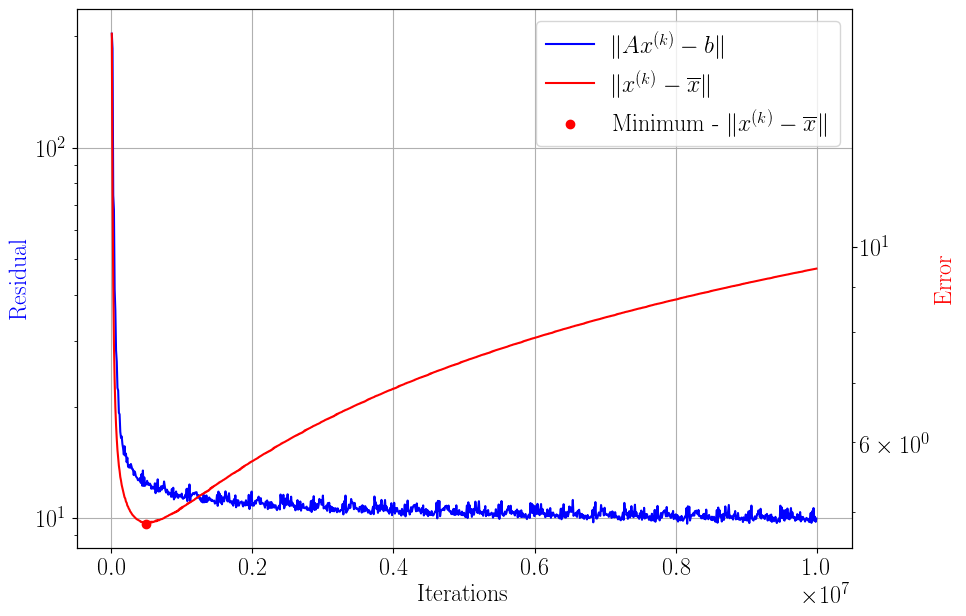 ‖Ax^(k) − b‖
‖x^(k) − x̅‖
Minimum - ‖x^(k) − x̅‖
10^2
10^1
Residual
10^1
6 × 10^0
Error
0.0 0.2 0.4 0.6 0.8 1.0
Iterations
×10^7